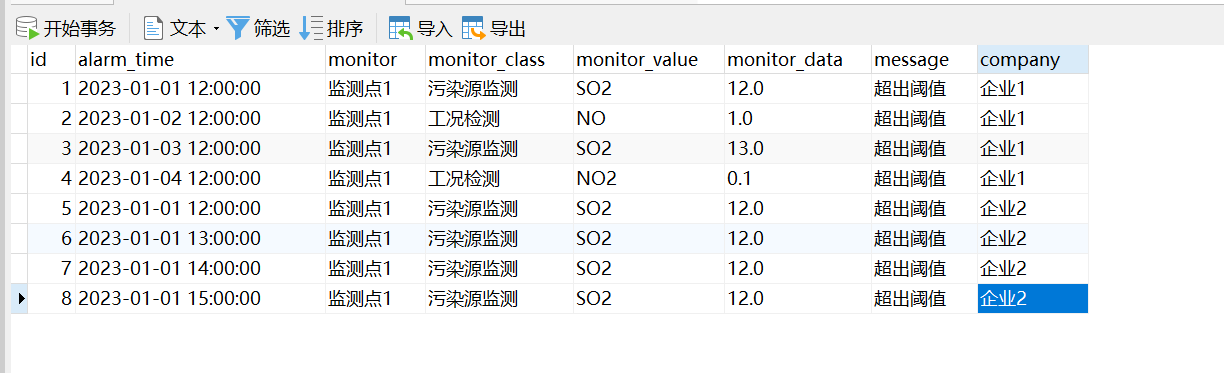 开始事务 文本 筛选 排序 导入 导出
id alarm_time monitor monitor_class monitor_value monitor_data message company
1 2023-01-01 12:00:00 监测点1 污染源监测 SO2 12.0 超出阈值 企业1
2 2023-01-02 12:00:00 监测点1 工况检测 NO 1.0 超出阈值 企业1
3 2023-01-03 12:00:00 监测点1 污染源监测 SO2 13.0 超出阈值 企业1
4 2023-01-04 12:00:00 监测点1 工况检测 NO2 0.1 超出阈值 企业1
5 2023-01-01 12:00:00 监测点1 污染源监测 SO2 12.0 超出阈值 企业2
6 2023-01-01 13:00:00 监测点1 污染源监测 SO2 12.0 超出阈值 企业2
7 2023-01-01 14:00:00 监测点1 污染源监测 SO2 12.0 超出阈值 企业2
8 2023-01-01 15:00:00 监测点1 污染源监测 SO2 12.0 超出阈值 企业2